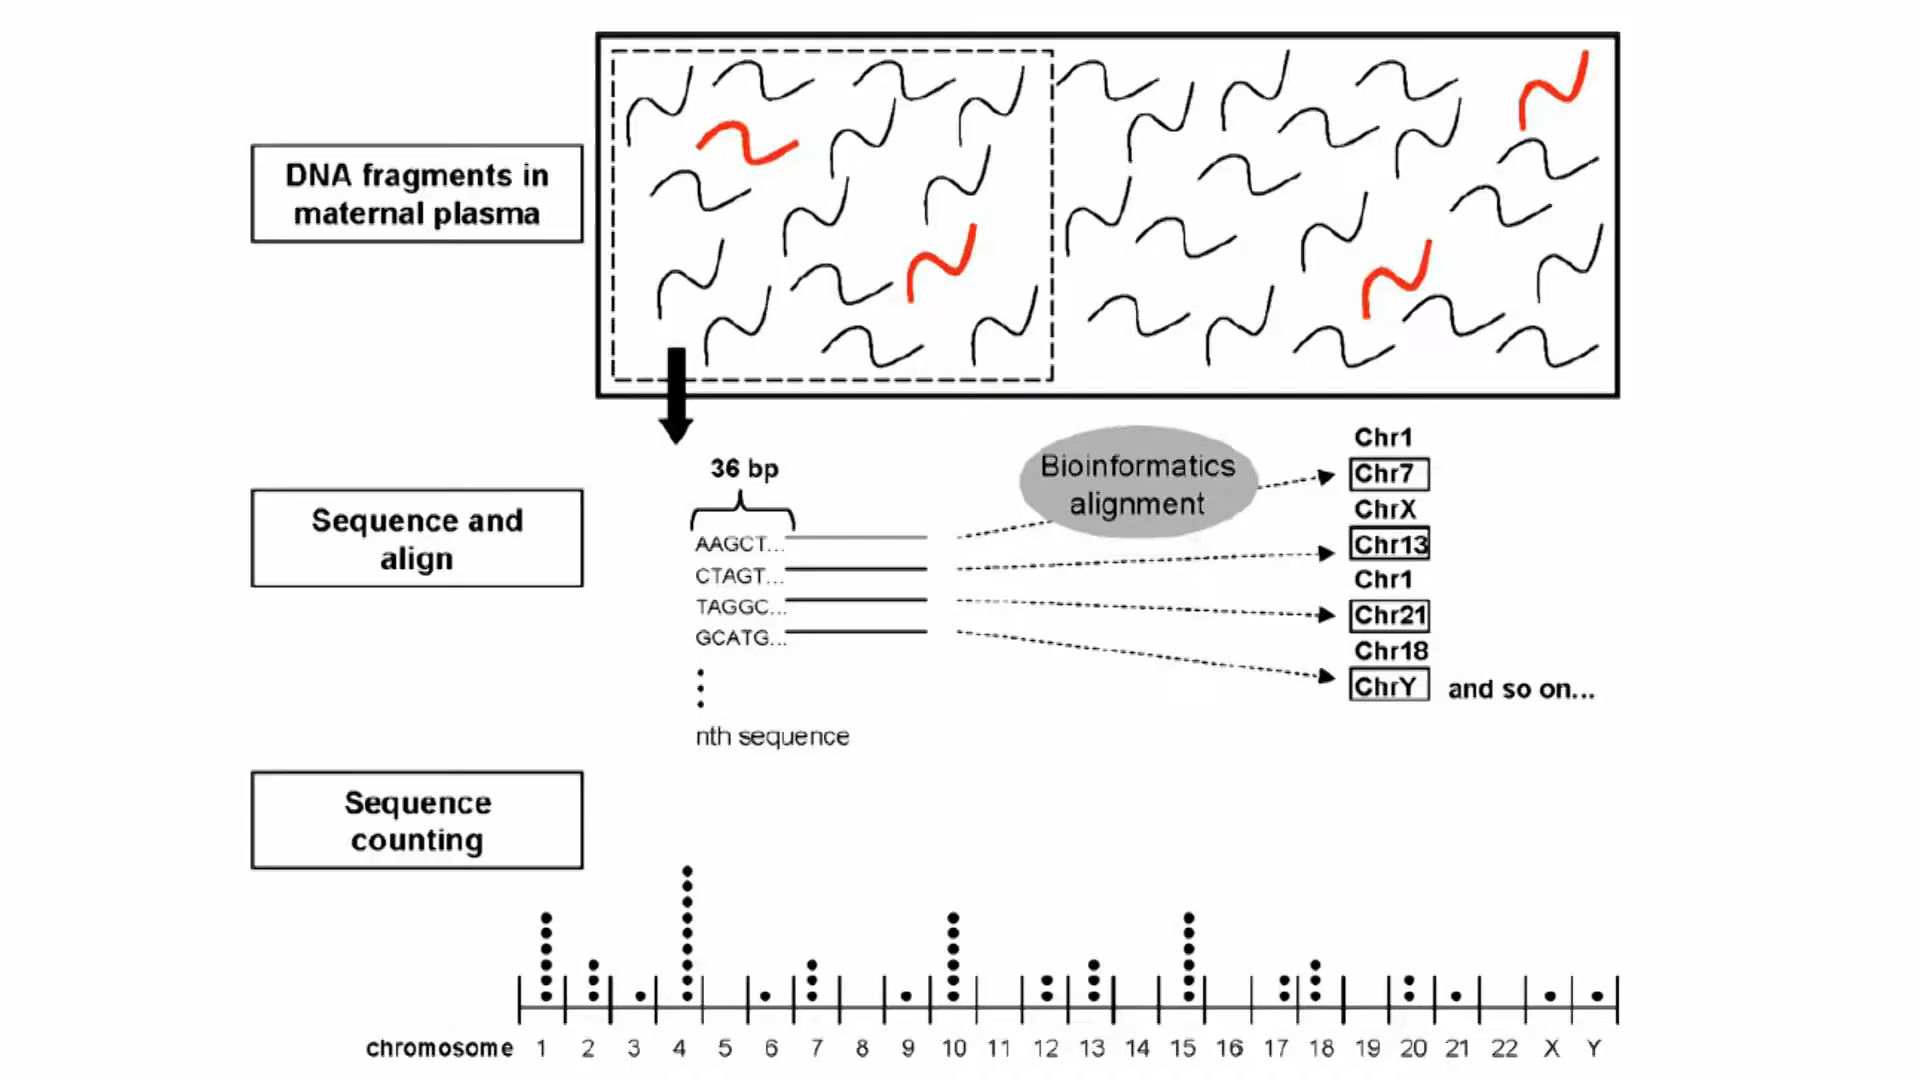 DNA fragments in
maternal plasma
Sequence and
align
36 bp
AAGCT...
CTAGT...
TAGGC...
GCATG...
nth sequence
Bioinformatics
alignment
Chr1
Chr7
ChrX
Chr13
Chr1
Chr21
Chr18
ChrY and so on...
Sequence
counting
chromosome 1 2 3 4 5 6 7 8 9 10 11 12 13 14 15 16 17 18 19 20 21 22 X Y